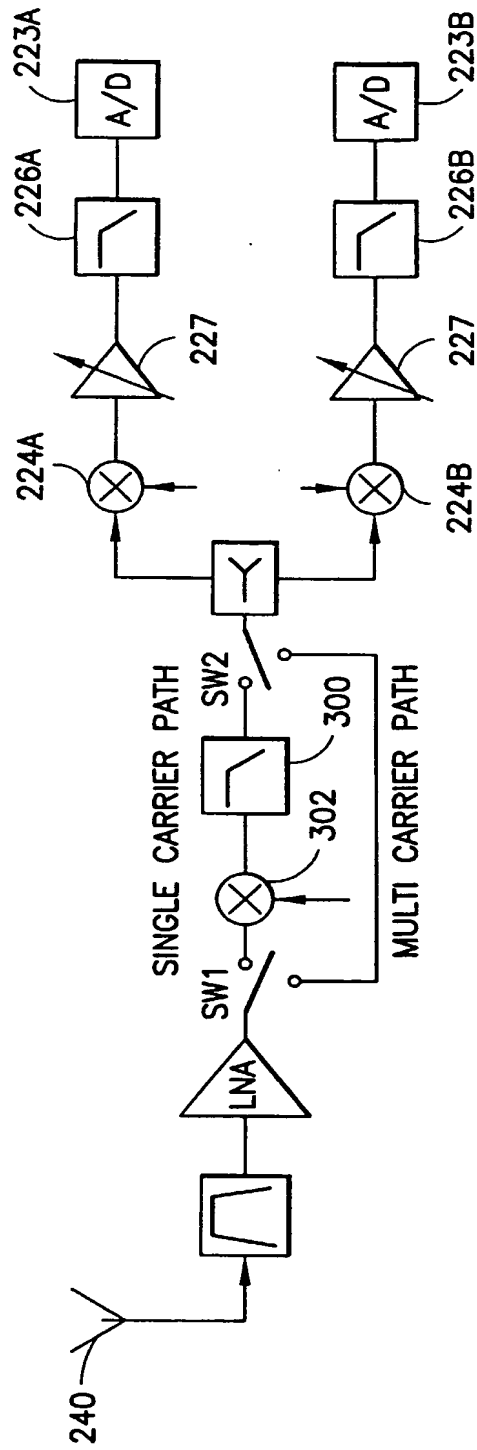 240
LNA
SW1
SINGLE CARRIER PATH
302
300
SW2
MULTI CARRIER PATH
224A
227
226A
A/D
223A
224B
227
226B
A/D
223B